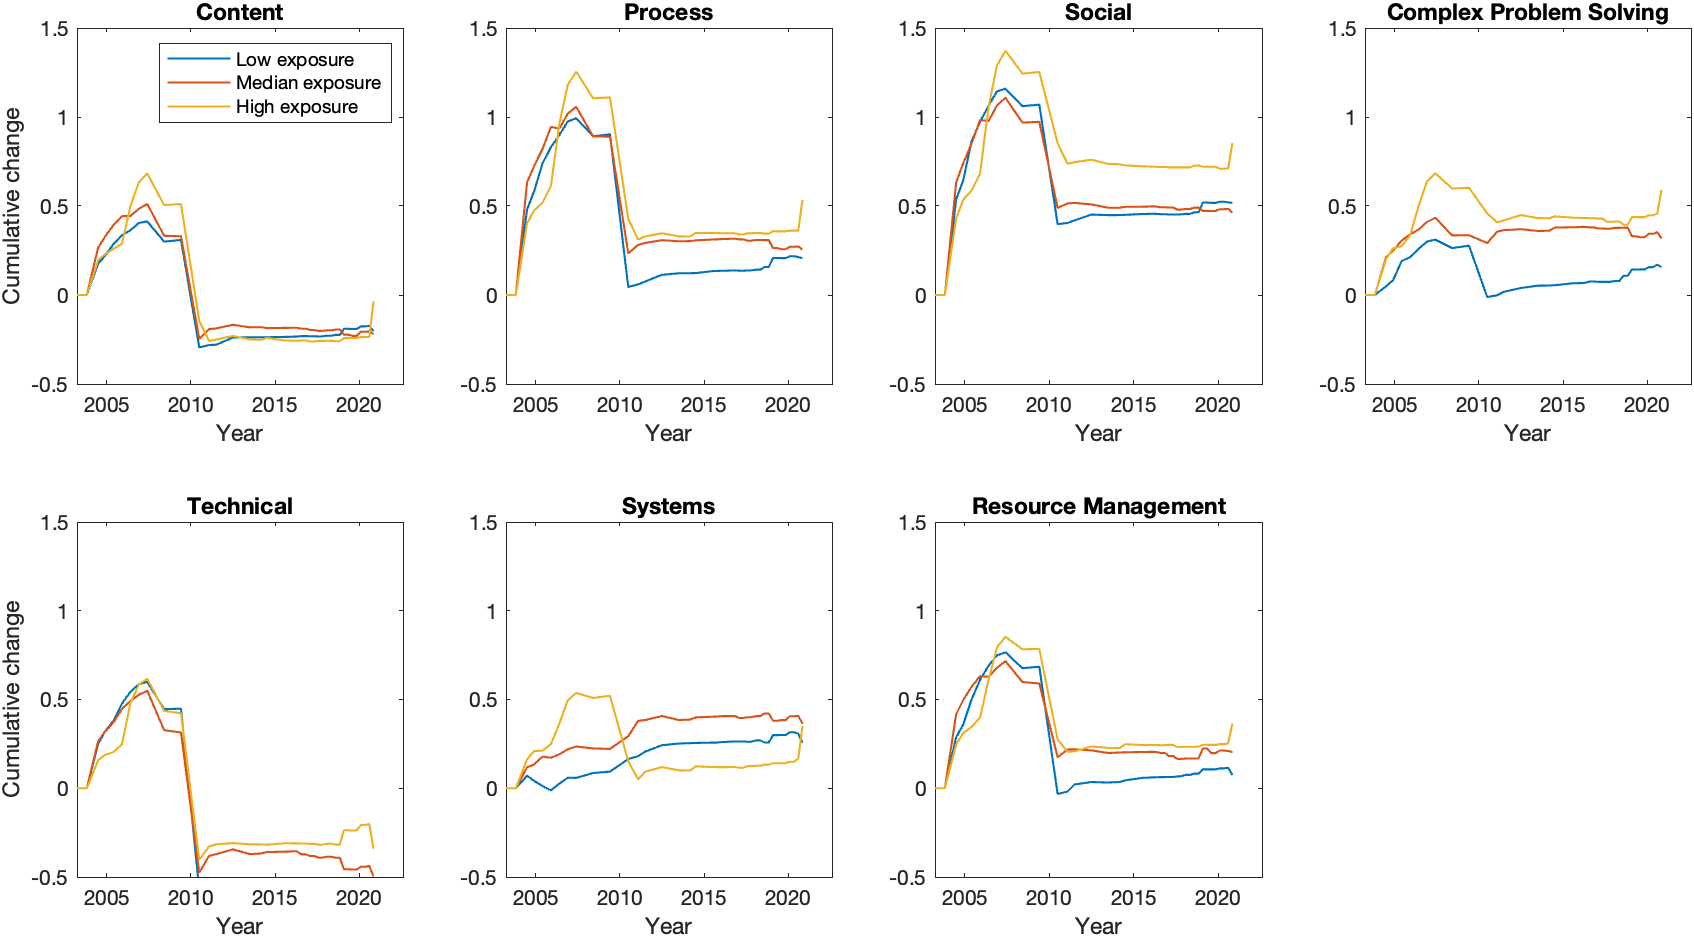 Content
Process
Social
Complex Problem Solving
1.5
1
0.5
0
-0.5
Cumulative change
Low exposure
Median exposure
High exposure
2005 2010 2015 2020
Year
1.5
1
0.5
0
-0.5
2005 2010 2015 2020
Year
1.5
1
0.5
0
-0.5
2005 2010 2015 2020
Year
1.5
1
0.5
0
-0.5
2005 2010 2015 2020
Year
Technical
Systems
Resource Management
1.5
1
0.5
0
-0.5
Cumulative change
2005 2010 2015 2020
Year
1.5
1
0.5
0
-0.5
2005 2010 2015 2020
Year
1.5
1
0.5
0
-0.5
2005 2010 2015 2020
Year